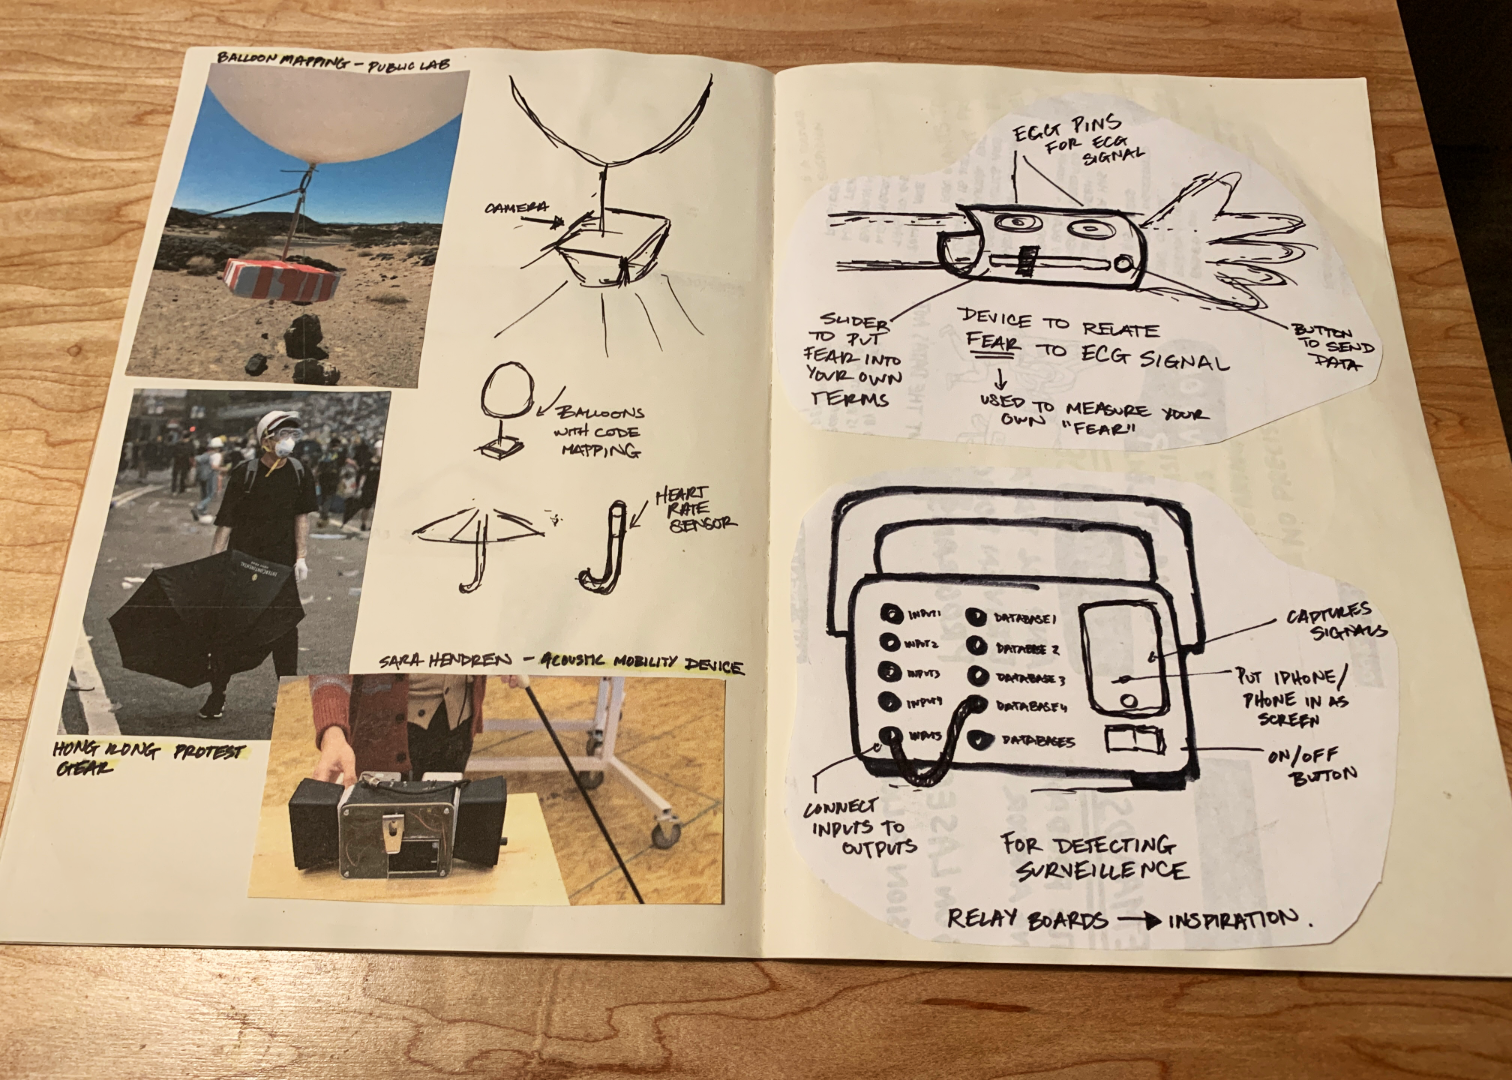 BALLOON MAPPING – PUBLIC LAB
CAMERA
BALLOONS
WITH CODE
MAPPING
HEART
RATE
SENSOR
HONG KONG PROTEST
GEAR
SARA HENDREN – ACOUSTIC MOBILITY DEVICE
EGG PINS
FOR ECG
SIGNAL
SLIDER
TO PUT
FEAR INTO
YOUR OWN
TERMS
DEVICE TO RELATE
FEAR TO ECG SIGNAL
USED TO MEASURE YOUR
OWN "FEAR"
BUTTON
TO SEND
DATA
INPUT1 DATABASE1
INPUT2 DATABASE 2
INPUT3 DATABASE3
INPUT4 DATABASE4
INPUT5 DATABASE5
CAPTURES
SIGNALS
PUT IPHONE/
PHONE IN AS
SCREEN
ON/OFF
BUTTON
CONNECT
INPUTS TO
OUTPUTS
FOR DETECTING
SURVEILLENCE
RELAY BOARDS → INSPIRATION.